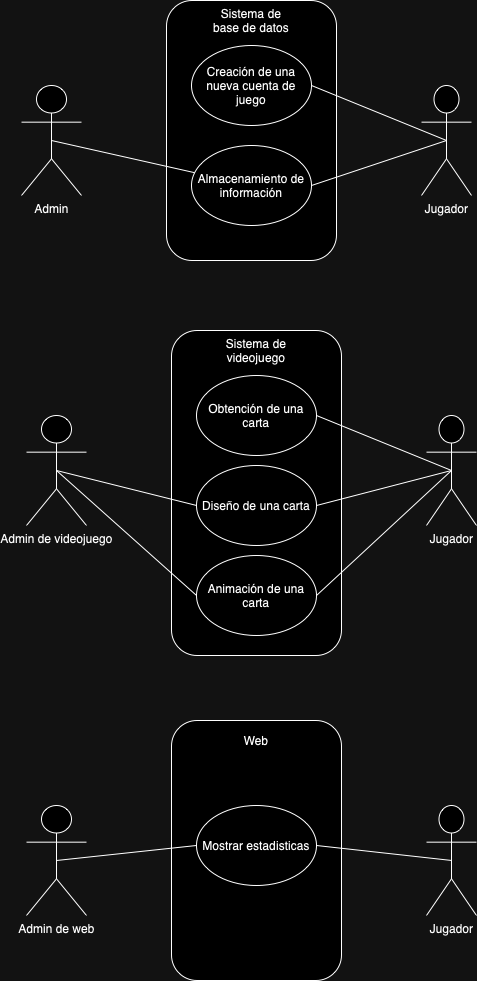 Sistema de
base de datos
Creación de una
nueva cuenta de
juego
Almacenamiento de
información
Admin
Jugador
Sistema de
videojuego
Obtención de una
carta
Diseño de una carta
Animación de una
carta
Admin de videojuego
Jugador
Web
Mostrar estadisticas
Admin de web
Jugador